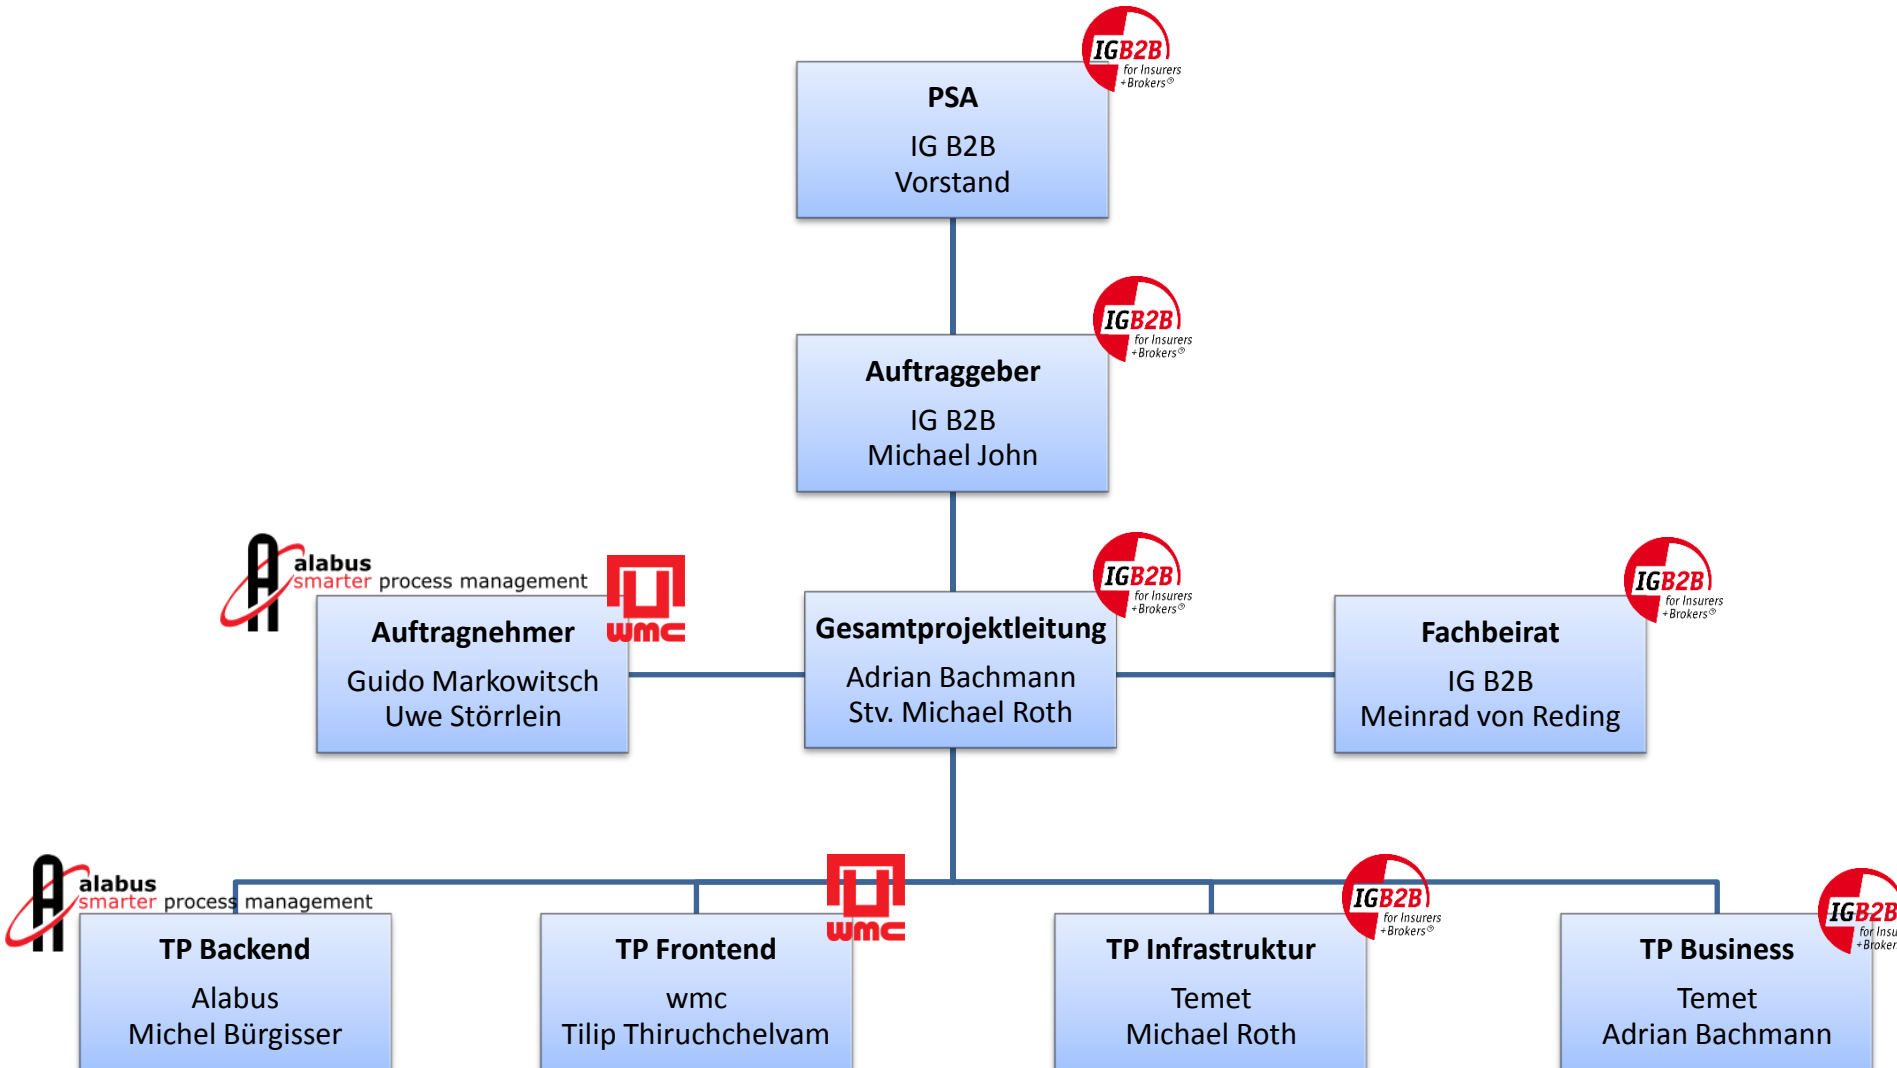 IGB2B
for Insurers
+Brokers®
PSA
IG B2B
Vorstand
IGB2B
for Insurers
+Brokers®
Auftraggeber
IG B2B
Michael John
alabus
smarter process management
wmc
Auftragnehmer
Guido Markowitsch
Uwe Störrlein
IGB2B
for Insurers
+Brokers®
Gesamtprojektleitung
Adrian Bachmann
Stv. Michael Roth
IGB2B
for Insurers
+Brokers®
Fachbeirat
IG B2B
Meinrad von Reding
alabus
smarter process management
TP Backend
Alabus
Michel Bürgisser
wmc
TP Frontend
wmc
Tilip Thiruchchelvam
IGB2B
for Insurers
+Brokers®
TP Infrastruktur
Temet
Michael Roth
IGB2B
for Insu
+Broker
TP Business
Temet
Adrian Bachmann